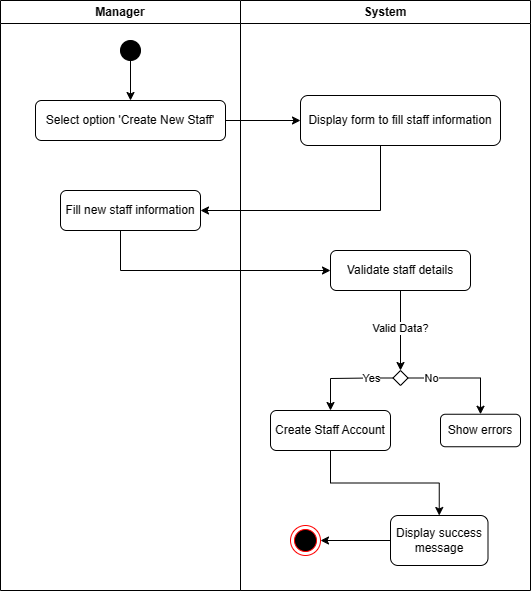 Manager
System
Select option 'Create New Staff'
Display form to fill staff information
Fill new staff information
Validate staff details
Valid Data?
Yes
No
Create Staff Account
Show errors
Display success
message